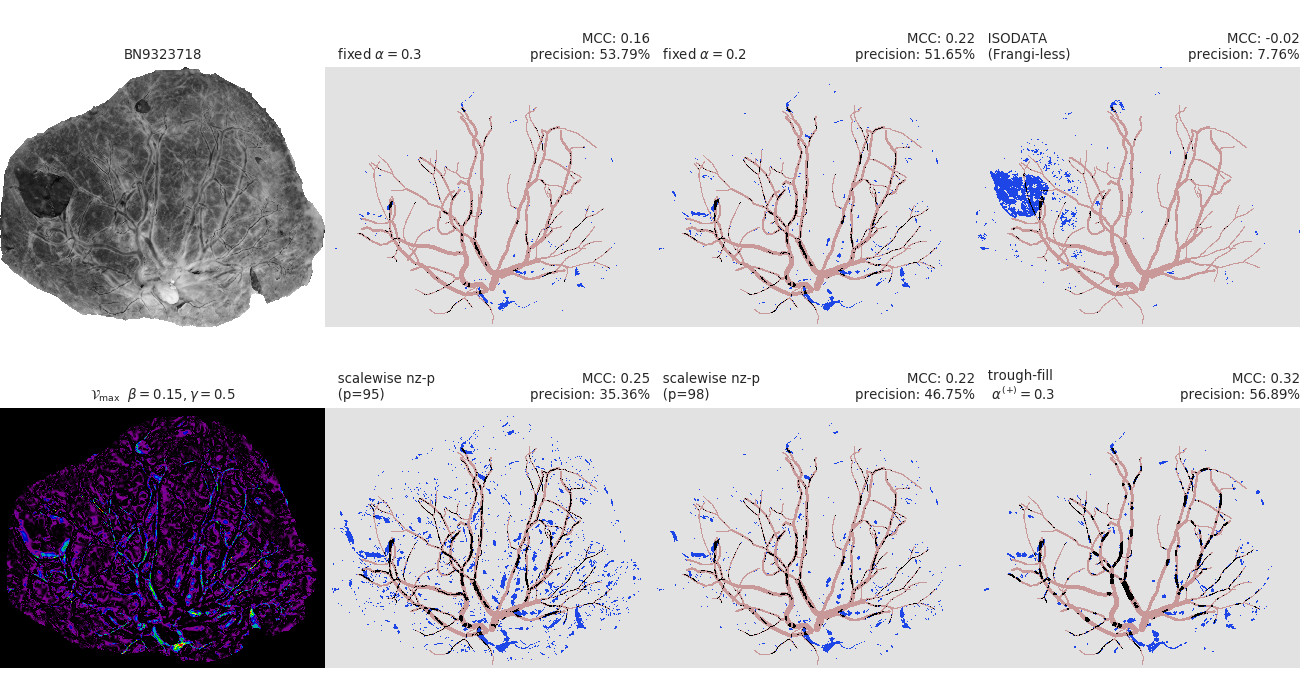 BN9323718
fixed α = 0.3
MCC: 0.16
precision: 53.79%
fixed α = 0.2
MCC: 0.22
precision: 51.65%
ISODATA
(Frangi-less)
MCC: -0.02
precision: 7.76%
𝒱max β = 0.15, γ = 0.5
scalewise nz-p
(p=95)
MCC: 0.25
precision: 35.36%
scalewise nz-p
(p=98)
MCC: 0.22
precision: 46.75%
trough-fill
α(+) = 0.3
MCC: 0.32
precision: 56.89%